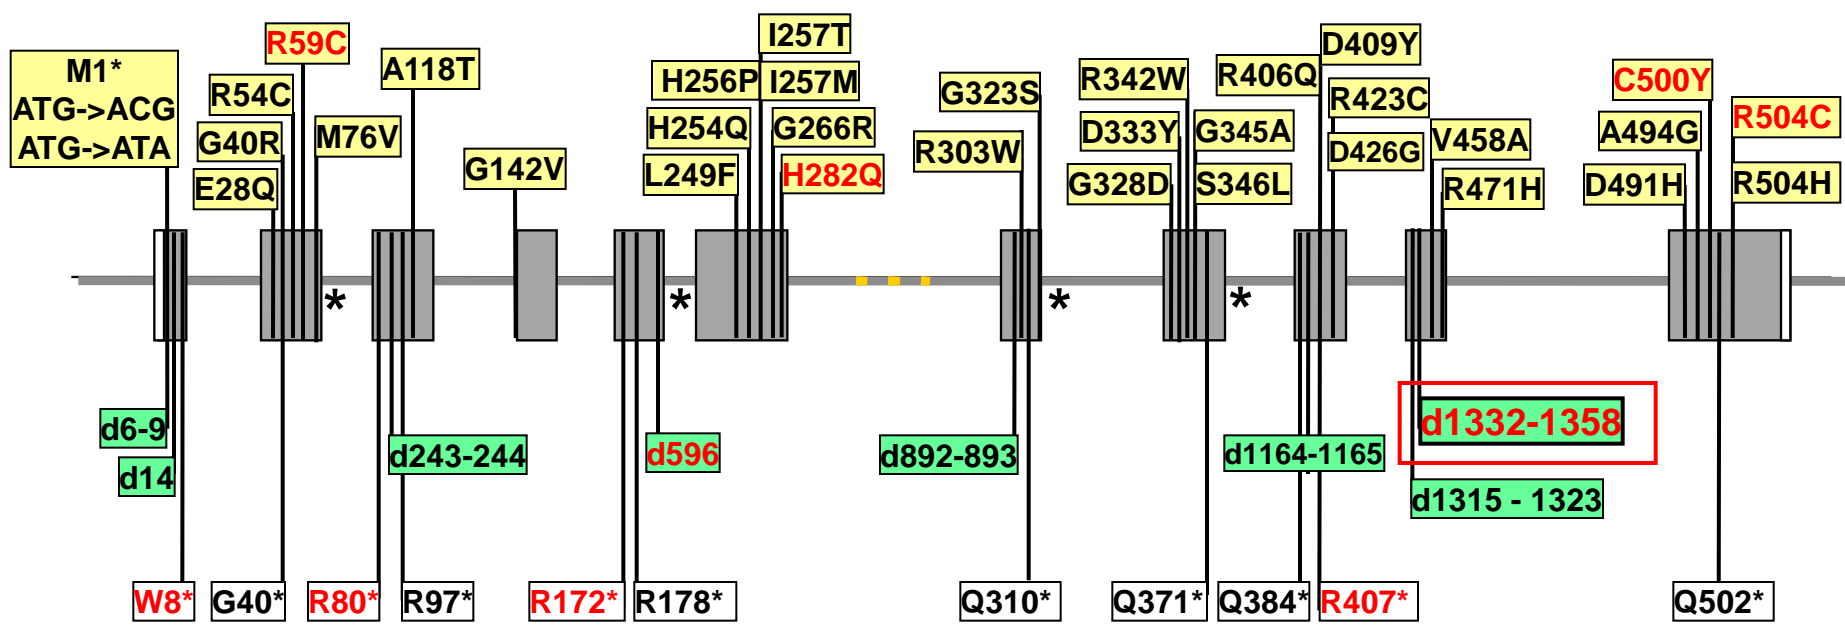 M1*
ATG->ACG
ATG->ATA
R59C
R54C
G40R
E28Q
M76V
A118T
G142V
I257T
H256P
I257M
H254Q
G266R
L249F
H282Q
G323S
R303W
R342W
D333Y
G345A
G328D
S346L
D409Y
R406Q
R423C
D426G
V458A
R471H
C500Y
R504C
A494G
D491H
R504H
*
*
*
*
d6-9
d14
d243-244
d596
d892-893
d1164-1165
d1332-1358
d1315 - 1323
W8*
G40*
R80*
R97*
R172*
R178*
Q310*
Q371*
Q384*
R407*
Q502*